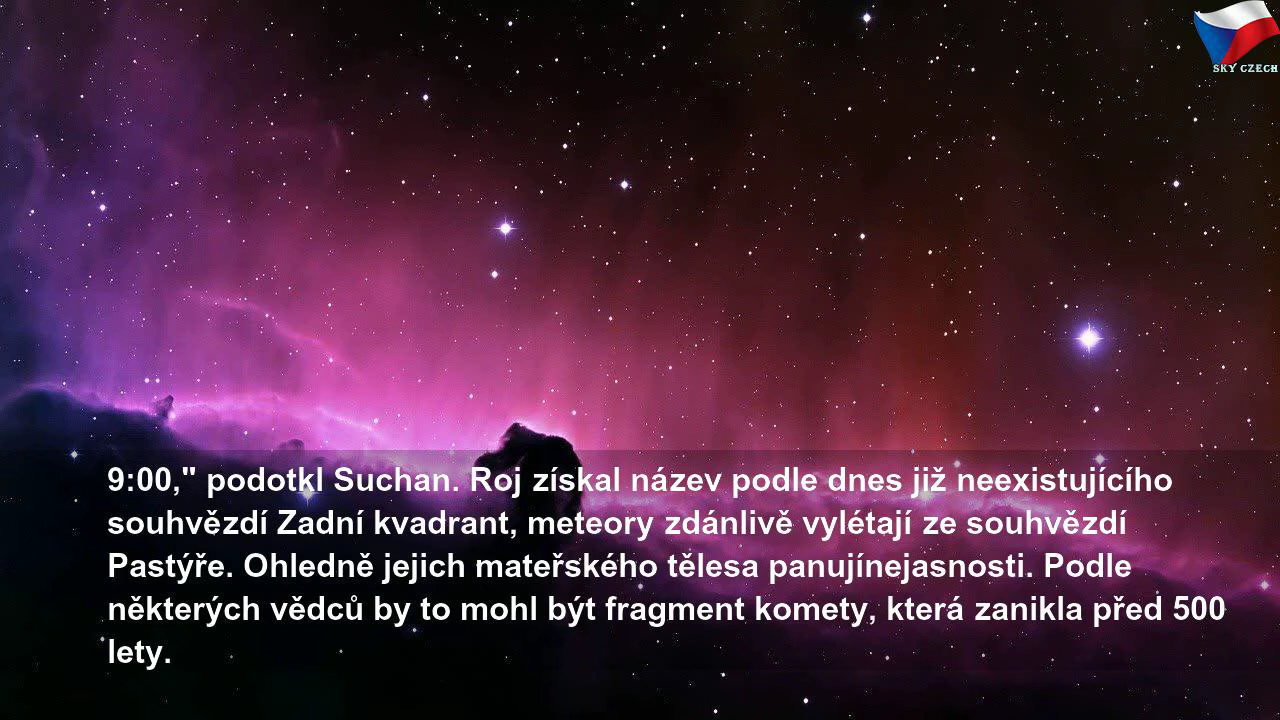 SKY CZECH
9:00," podotkl Suchan. Roj získal název podle dnes již neexistujícího
souhvězdí Zadní kvadrant, meteory zdánlivě vylétají ze souhvězdí
Pastýře. Ohledně jejich mateřského tělesa panujínejasnosti. Podle
některých vědců by to mohl být fragment komety, která zanikla před 500
lety.